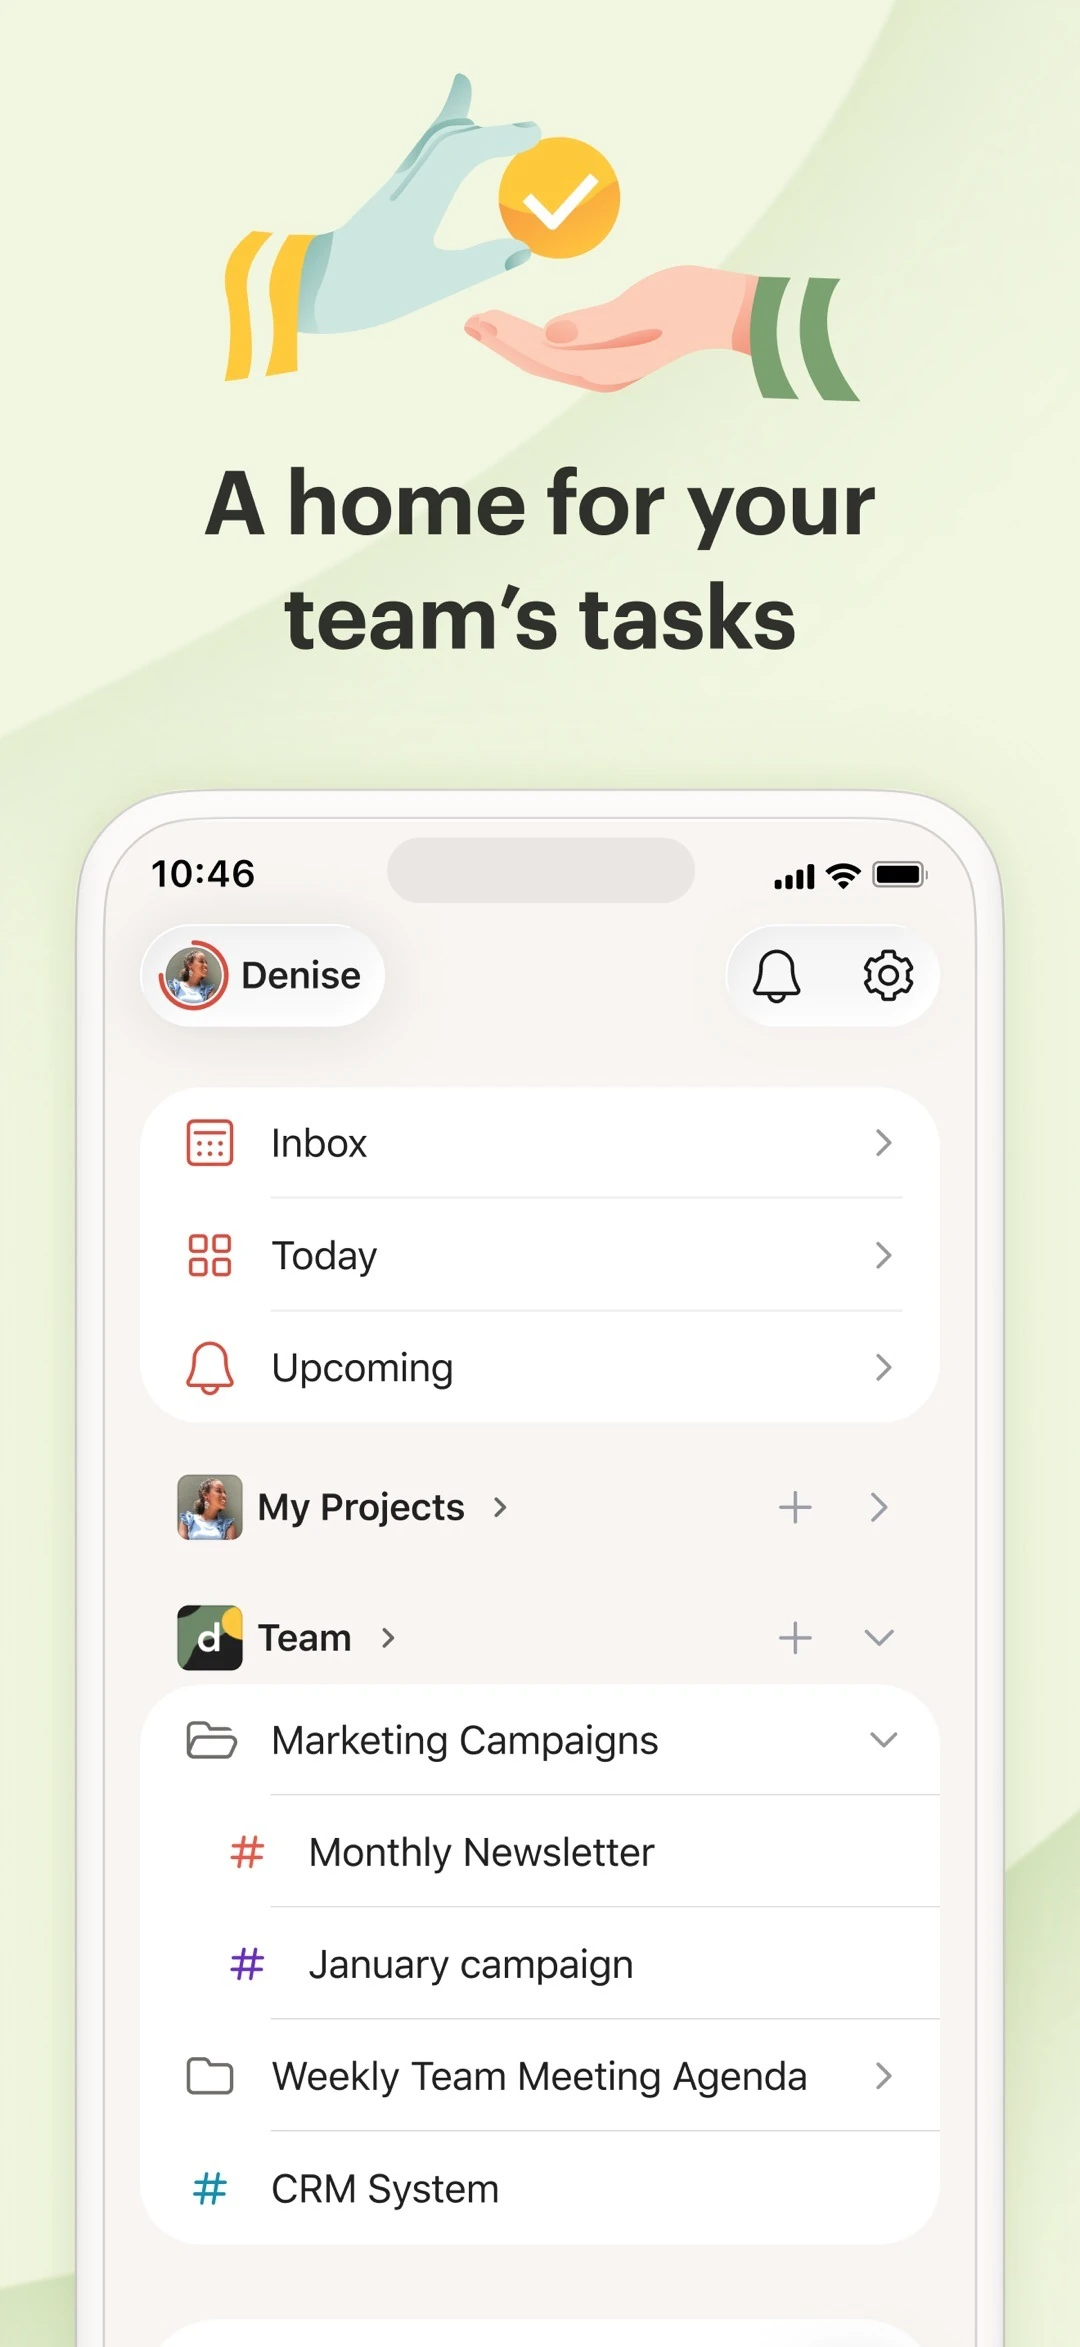 A home for your
team’s tasks
10:46
Denise
Inbox
Today
Upcoming
My Projects
d Team
Marketing Campaigns
# Monthly Newsletter
# January campaign
Weekly Team Meeting Agenda
# CRM System